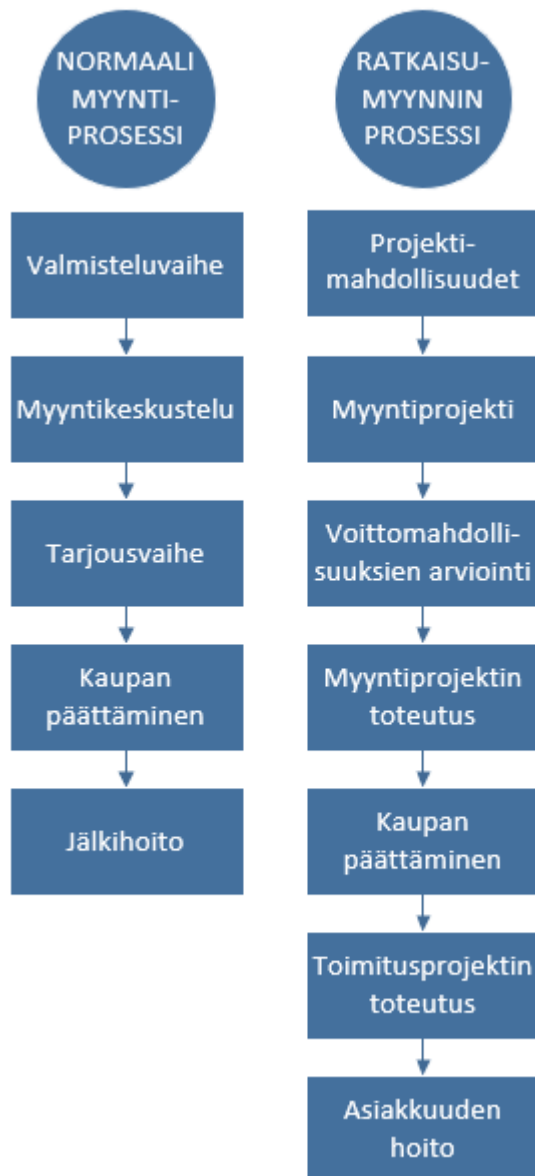 NORMAALI
MYYNTI-
PROSESSI
Valmisteluvaihe
Myyntikeskustelu
Tarjousvaihe
Kaupan
päättäminen
Jälkihoito
RATKAISU-
MYYNNIN
PROSESSI
Projekti-
mahdollisuudet
Myyntiprojekti
Voittomahdolli-
suuksien arviointi
Myyntiprojektin
toteutus
Kaupan
päättäminen
Toimitusprojektin
toteutus
Asiakkuuden
hoito